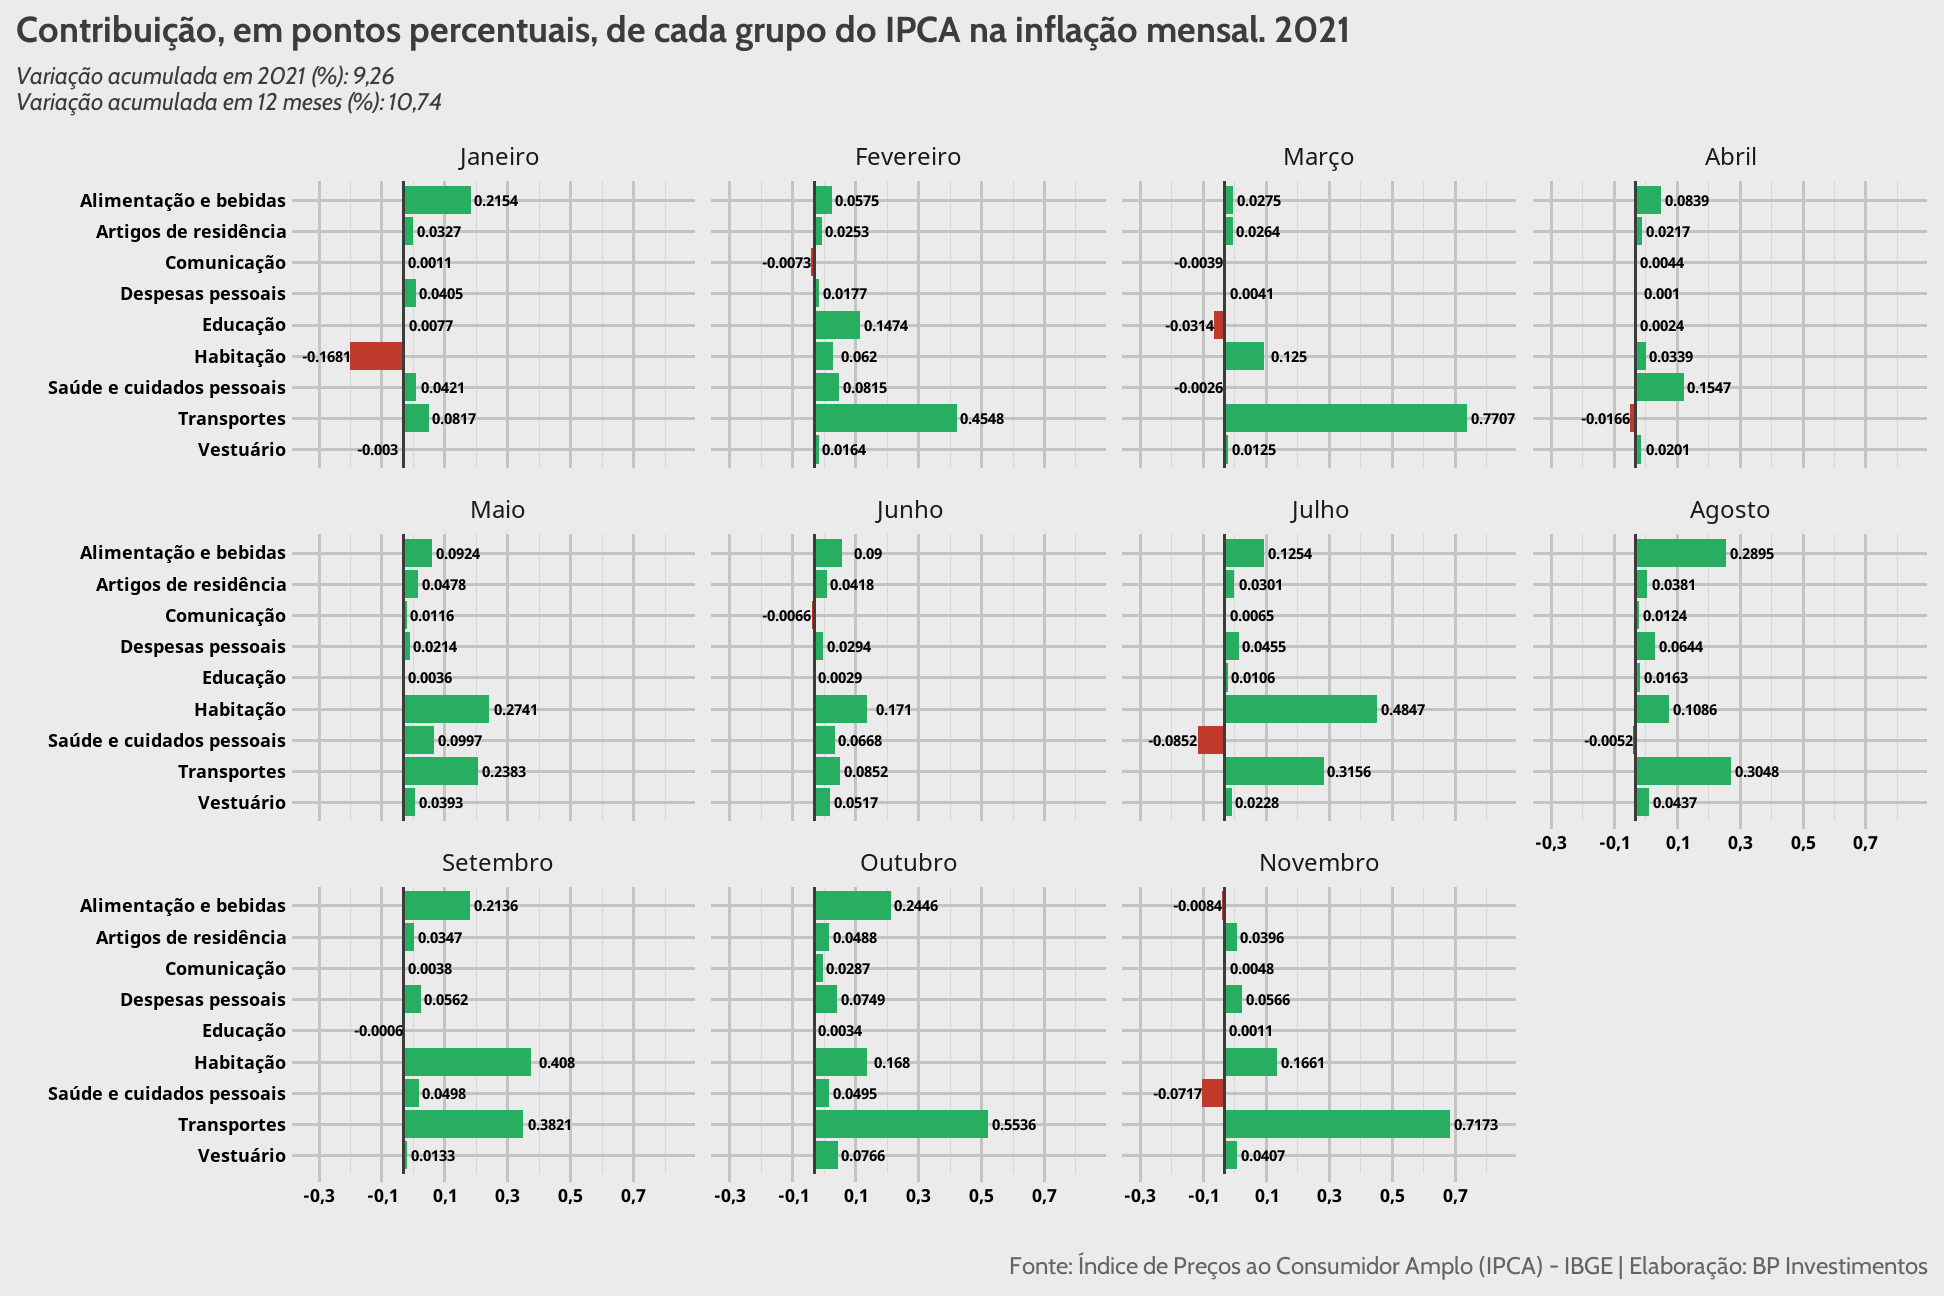 Contribuição, em pontos percentuais, de cada grupo do IPCA na inflação mensal. 2021
Variação acumulada em 2021 (%): 9,26
Variação acumulada em 12 meses (%): 10,74
Janeiro Fevereiro Março Abril
Alimentação e bebidas 0.2154 0.0575 0.0275 0.0839
Artigos de residência 0.0327 0.0253 0.0264 0.0217
Comunicação 0.0011 -0.0073 -0.0039 0.0044
Despesas pessoais 0.0405 0.0177 0.0041 0.001
Educação 0.0077 0.1474 -0.0314 0.0024
Habitação -0.1681 0.062 0.125 0.0339
Saúde e cuidados pessoais 0.0421 0.0815 -0.0026 0.1547
Transportes 0.0817 0.4548 0.7707 -0.0166
Vestuário -0.003 0.0164 0.0125 0.0201
Maio Junho Julho Agosto
Alimentação e bebidas 0.0924 0.09 0.1254 0.2895
Artigos de residência 0.0478 0.0418 0.0301 0.0381
Comunicação 0.0116 -0.0066 0.0065 0.0124
Despesas pessoais 0.0214 0.0294 0.0455 0.0644
Educação 0.0036 0.0029 0.0106 0.0163
Habitação 0.2741 0.171 0.4847 0.1086
Saúde e cuidados pessoais 0.0997 0.0668 -0.0852 -0.0052
Transportes 0.2383 0.0852 0.3156 0.3048
Vestuário 0.0393 0.0517 0.0228 0.0437
-0,3 -0,1 0,1 0,3 0,5 0,7
Setembro Outubro Novembro
Alimentação e bebidas 0.2136 0.2446 -0.0084
Artigos de residência 0.0347 0.0488 0.0396
Comunicação 0.0038 0.0287 0.0048
Despesas pessoais 0.0562 0.0749 0.0566
Educação -0.0006 0.0034 0.0011
Habitação 0.408 0.168 0.1661
Saúde e cuidados pessoais 0.0498 0.0495 -0.0717
Transportes 0.3821 0.5536 0.7173
Vestuário 0.0133 0.0766 0.0407
-0,3 -0,1 0,1 0,3 0,5 0,7 -0,3 -0,1 0,1 0,3 0,5 0,7 -0,3 -0,1 0,1 0,3 0,5 0,7
Fonte: Índice de Preços ao Consumidor Amplo (IPCA) - IBGE | Elaboração: BP Investimentos